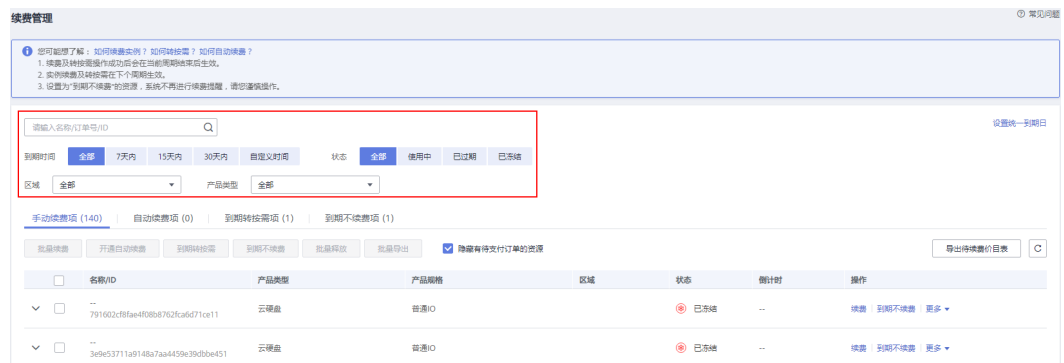 续费管理
常见问题
您可能想了解：如何续费实例？如何转按需？如何自动续费？
1. 续费及转按需操作成功后会在当前周期结束后生效。
2. 实例续费及转按需在下个周期生效。
3. 设置为"到期不续费"的资源，系统不再进行续费提醒，请您谨慎操作。
请输入名称/订单号/ID
设置统一到期日
到期时间 全部 7天内 15天内 30天内 自定义时间 状态 全部 使用中 已过期 已冻结
区域 全部 产品类型 全部
手动续费项 (140) 自动续费项 (0) 到期转按需项 (1) 到期不续费项 (1)
批量续费 开通自动续费 到期转按需 到期不续费 批量释放 批量导出 隐藏有待支付订单的资源 导出待续费价目表
名称/ID 产品类型 产品规格 区域 状态 倒计时 操作
--
791602cf8fae4f08b8762fca6d71ce11 云硬盘 普通IO 已冻结 -- 续费 到期不续费 更多
--
3e9e53711a9148a7aa4459e39dbbe451 云硬盘 普通IO 已冻结 -- 续费 到期不续费 更多